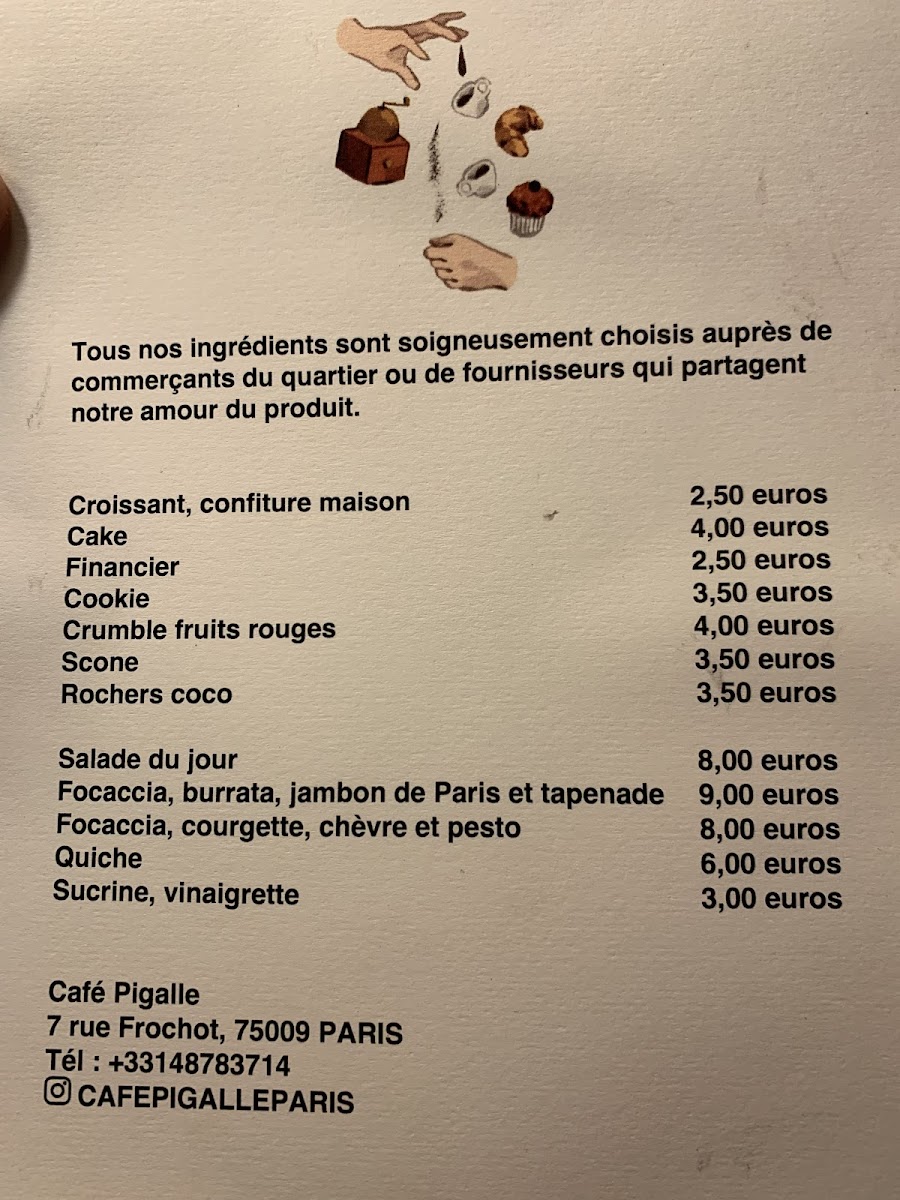 Tous nos ingrédients sont soigneusement choisis auprès de
commerçants du quartier ou de fournisseurs qui partagent
notre amour du produit.
Croissant, confiture maison 2,50 euros
Cake 4,00 euros
Financier 2,50 euros
Cookie 3,50 euros
Crumble fruits rouges 4,00 euros
Scone 3,50 euros
Rochers coco 3,50 euros
Salade du jour 8,00 euros
Focaccia, burrata, jambon de Paris et tapenade 9,00 euros
Focaccia, courgette, chèvre et pesto 8,00 euros
Quiche 6,00 euros
Sucrine, vinaigrette 3,00 euros
Café Pigalle
7 rue Frochot, 75009 PARIS
Tél : +33148783714
CAFEPIGALLEPARIS